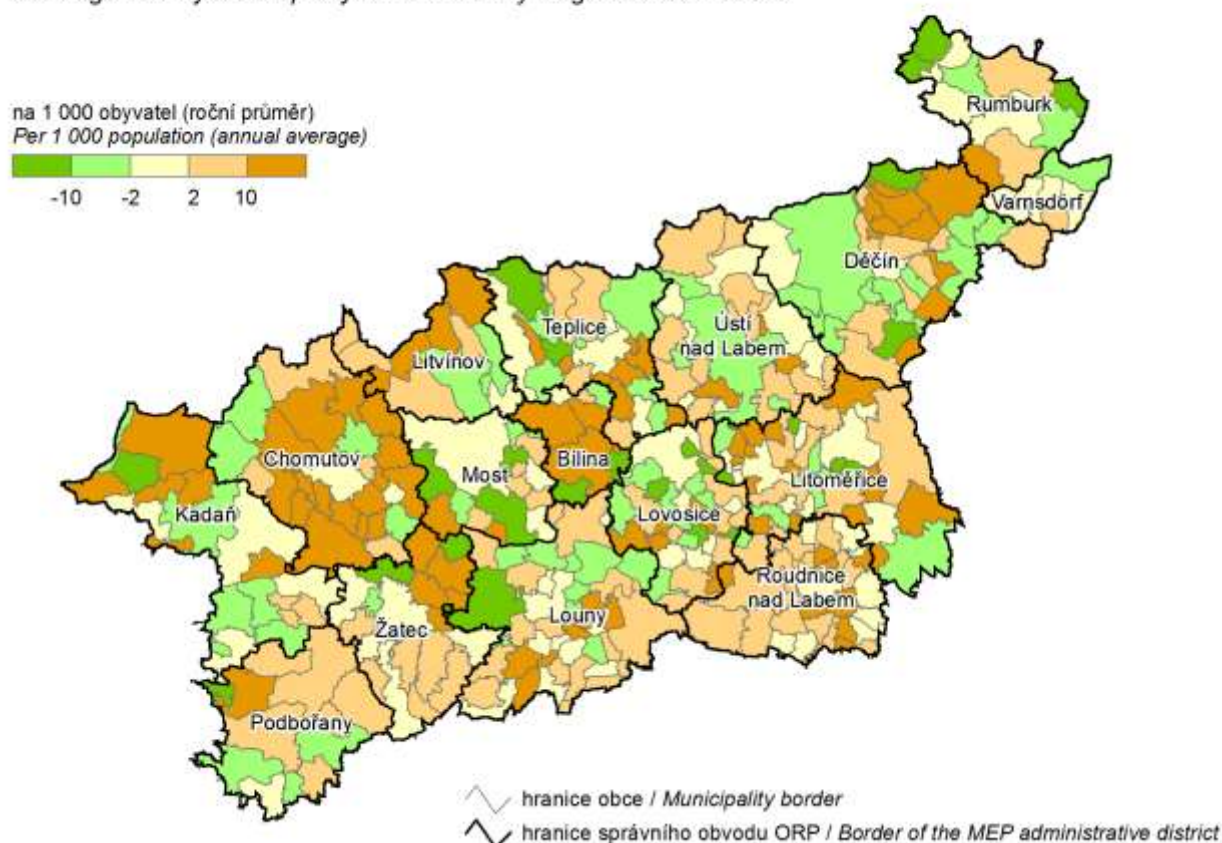 na 1 000 obyvatel (roční průměr)
Per 1 000 population (annual average)
-10 -2 2 10
Rumburk
Varnsdorf
Děčín
Ústí
nad Labem
Teplice
Litvínov
Chomutov
Most
Bílina
Litoměřice
Lovosice
Kadaň
Roudnice
nad Labem
Louny
Žatec
Podbořany
hranice obce / Municipality border
hranice správního obvodu ORP / Border of the MEP administrative district